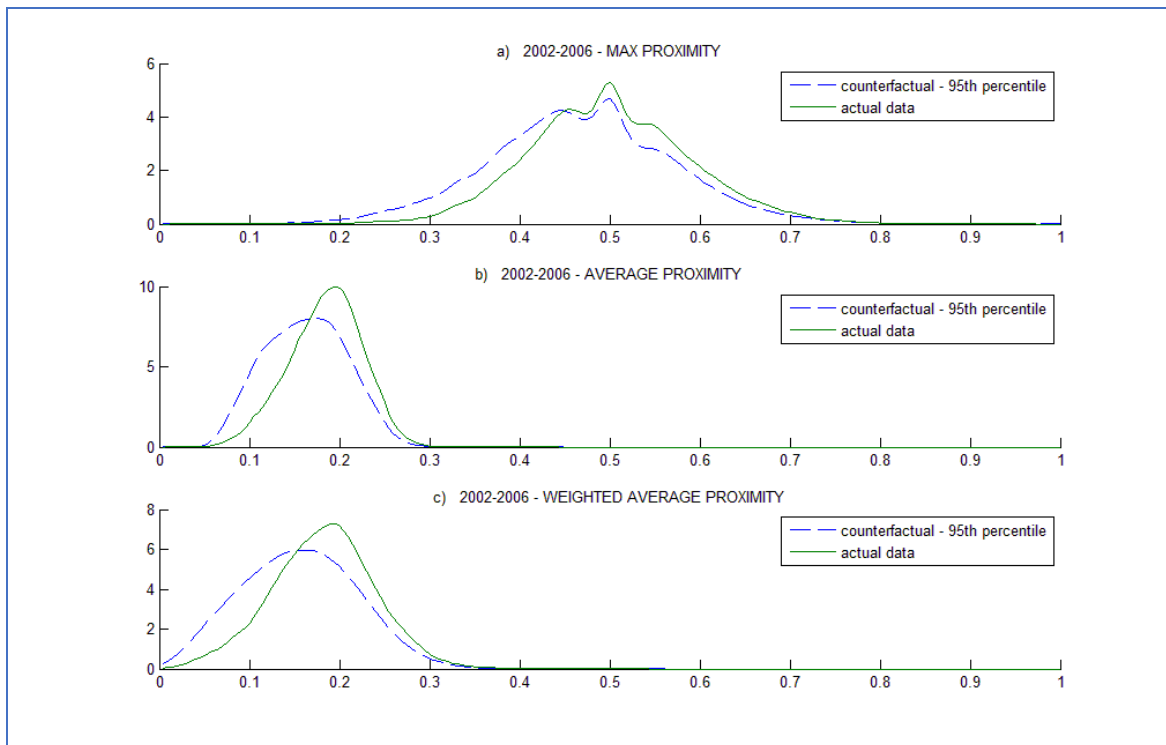 a) 2002-2006 - MAX PROXIMITY
6
4
2
0
counterfactual - 95th percentile
actual data
0 0.1 0.2 0.3 0.4 0.5 0.6 0.7 0.8 0.9 1
b) 2002-2006 - AVERAGE PROXIMITY
10
5
0
counterfactual - 95th percentile
actual data
0 0.1 0.2 0.3 0.4 0.5 0.6 0.7 0.8 0.9 1
c) 2002-2006 - WEIGHTED AVERAGE PROXIMITY
8
6
4
2
0
counterfactual - 95th percentile
actual data
0 0.1 0.2 0.3 0.4 0.5 0.6 0.7 0.8 0.9 1